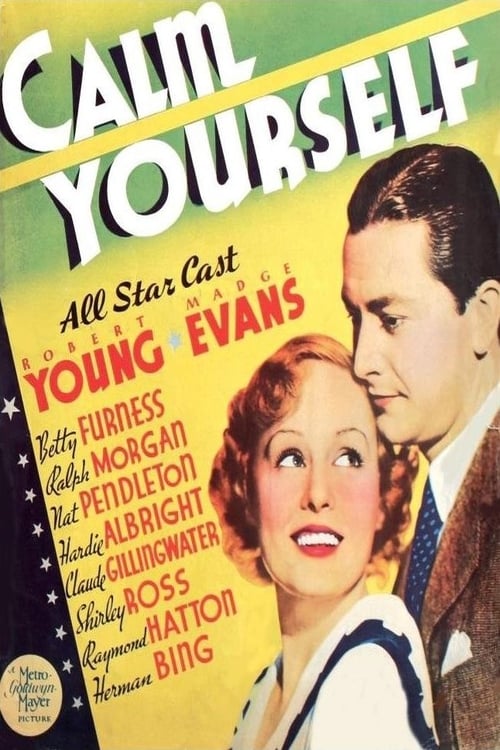 CALM
YOURSELF
All Star Cast
ROBERT MADGE
YOUNG EVANS
Betty FURNESS
Ralph MORGAN
Nat PENDLETON
Hardie ALBRIGHT
Claude GILLINGWATER
Shirley ROSS
Raymond HATTON
Herman BING
A
Metro-
Goldwyn-
Mayer
PICTURE